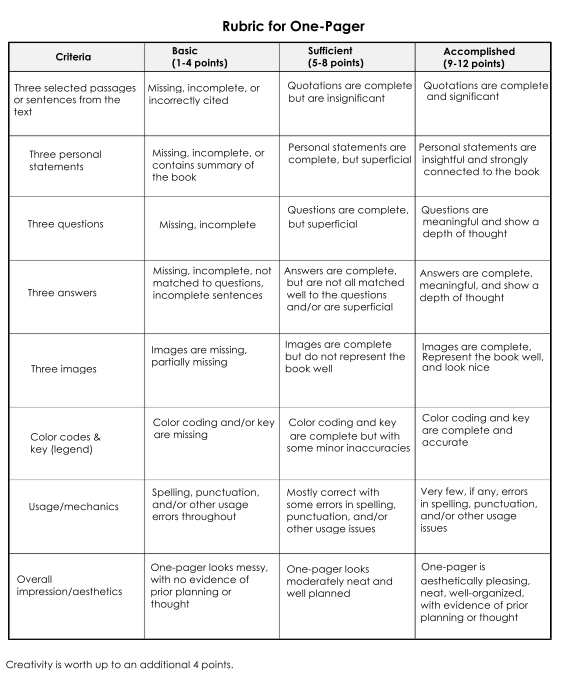 Rubric for One-Pager
Criteria
Basic
(1-4 points)
Sufficient
(5-8 points)
Accomplished
(9-12 points)
Three selected passages
or sentences from the
text
Missing, incomplete, or
incorrectly cited
Quotations are complete
but are insignificant
Quotations are complete
and significant
Three personal
statements
Missing, incomplete, or
contains summary of
the book
Personal statements are
complete, but superficial
Personal statements are
insightful and strongly
connected to the book
Three questions
Missing, incomplete
Questions are complete,
but superficial
Questions are
meaningful and show a
depth of thought
Three answers
Missing, incomplete, not
matched to questions,
incomplete sentences
Answers are complete,
but are not all matched
well to the questions
and/or are superficial
Answers are complete,
meaningful, and show a
depth of thought
Three images
Images are missing,
partially missing
Images are complete
but do not represent the
book well
Images are complete,
Represent the book well,
and look nice
Color codes &
key (legend)
Color coding and/or key
are missing
Color coding and key
are complete but with
some minor inaccuracies
Color coding and key
are complete and
accurate
Usage/mechanics
Spelling, punctuation,
and/or other usage
errors throughout
Mostly correct with
some errors in spelling,
punctuation, and/or
other usage issues
Very few, if any, errors
in spelling, punctuation,
and/or other usage
issues
Overall
impression/aesthetics
One-pager looks messy,
with no evidence of
prior planning or
thought
One-pager looks
moderately neat and
well planned
One-pager is
aesthetically pleasing,
neat, well-organized,
with evidence of prior
planning or thought
Creativity is worth up to an additional 4 points.